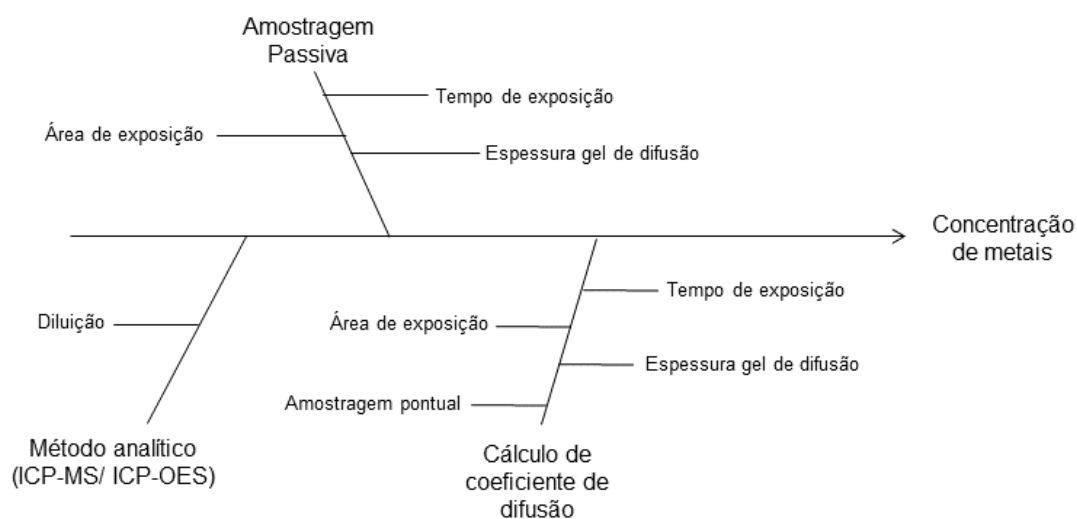 Amostragem
Passiva
Tempo de exposição
Área de exposição
Espessura gel de difusão
Concentração
de metais
Tempo de exposição
Área de exposição
Diluição
Espessura gel de difusão
Amostragem pontual
Método analítico
(ICP-MS/ ICP-OES)
Cálculo de
coeficiente de
difusão